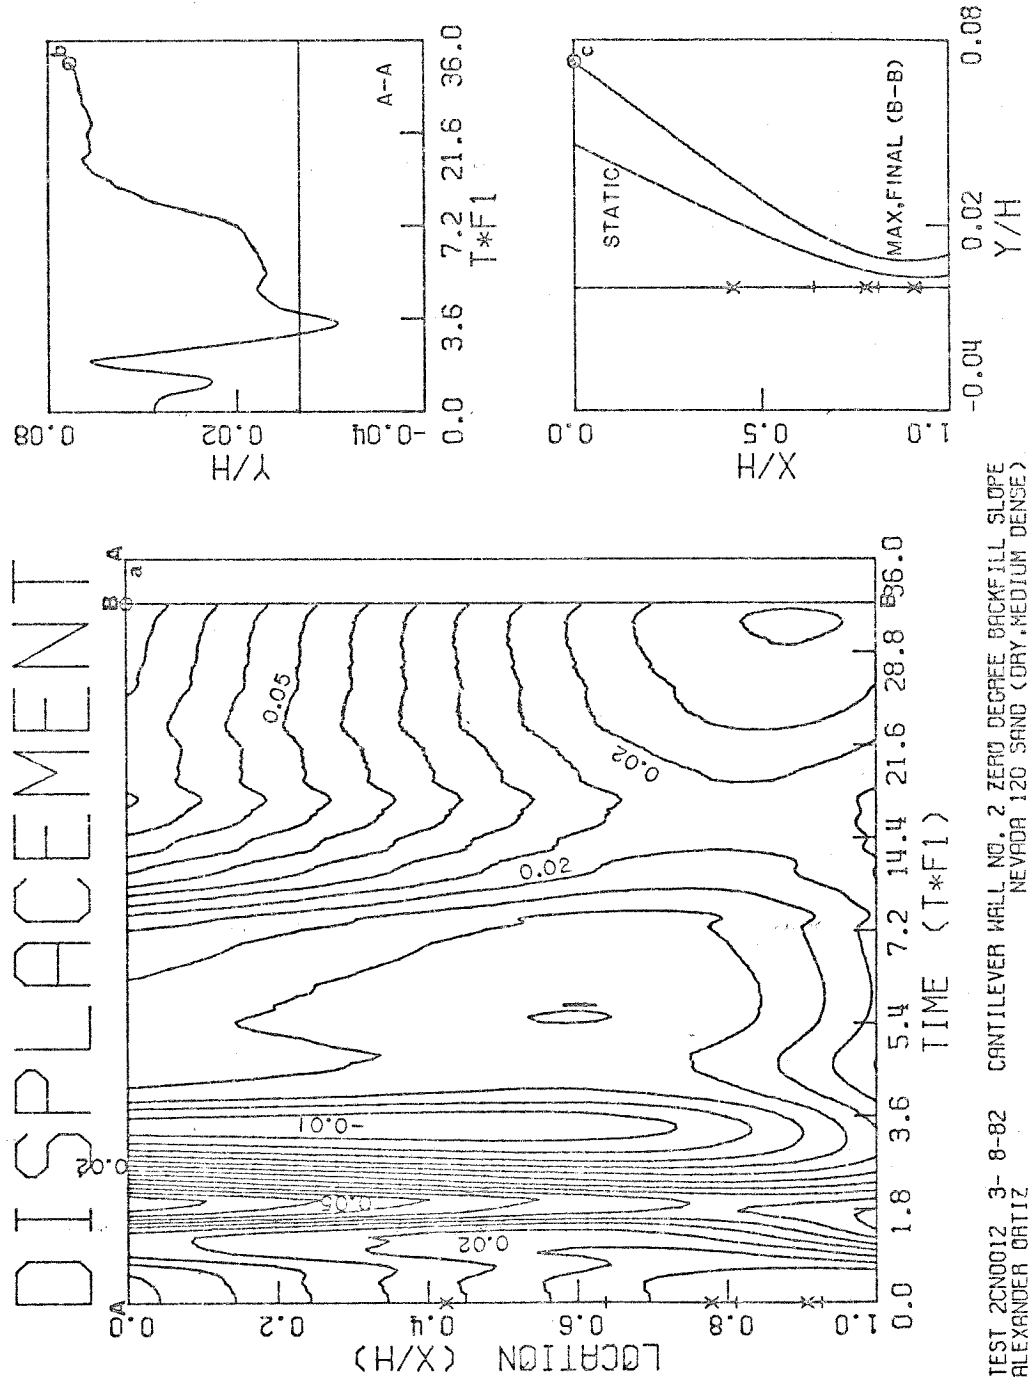 DISPLACEMENT
A
B
A
a
0.0
0.2
0.4
0.6
0.8
1.0
LOCATION (X/H)
0.02
0.05
0.02
-0.01
0.02
0.02
0.05
B
0.0
1.8
3.6
5.4
7.2
14.4
21.6
28.8
36.0
TIME (T*F1)
0.08
0.02
-0.04
Y/H
b
A-A
0.0
3.6
7.2
21.6
36.0
T*F1
0.0
0.5
1.0
X/H
c
STATIC
MAX,FINAL (B-B)
-0.04
0.02
0.08
Y/H
TEST 2CN0012 3- 8-82 CANTILEVER WALL NO. 2 ZERO DEGREE BACKFILL SLOPE
ALEXANDER ORTIZ NEVADA 120 SAND (DRY,MEDIUM DENSE)